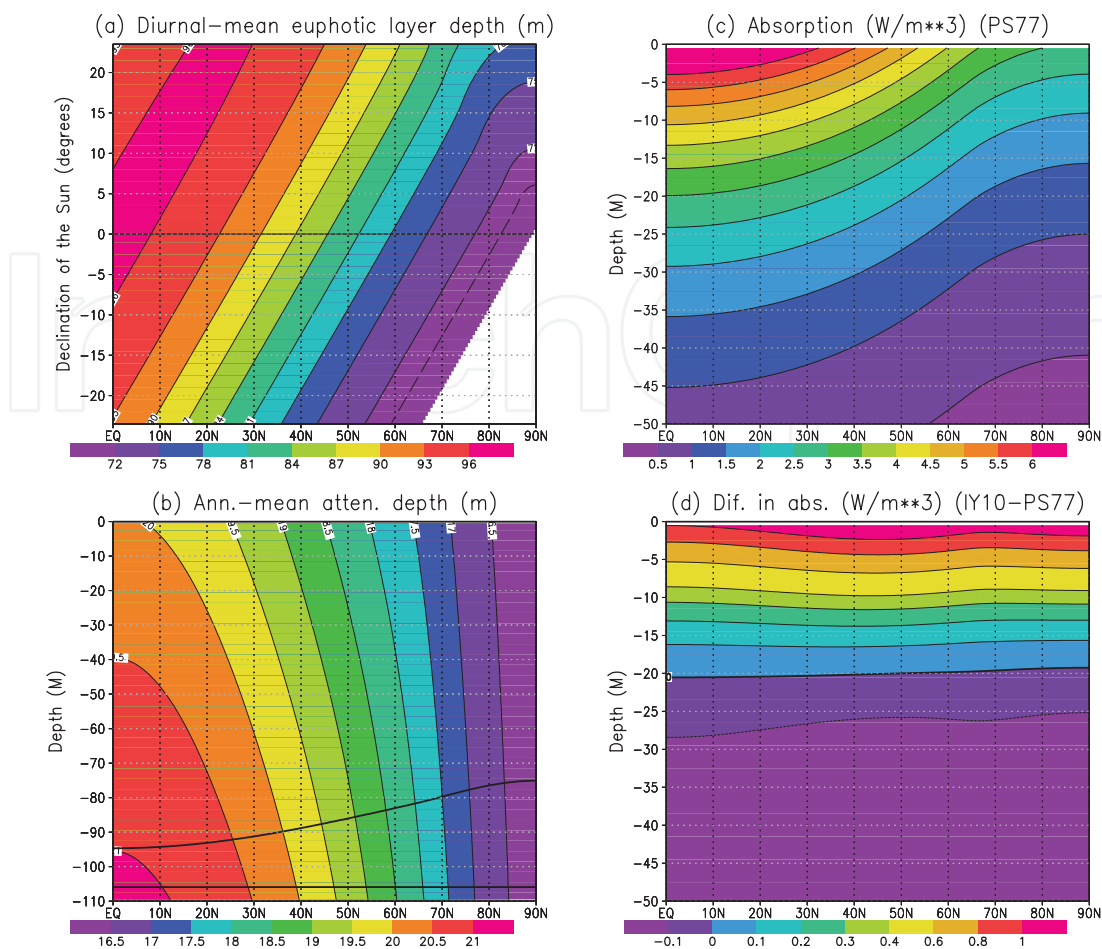 (a) Diurnal-mean euphotic layer depth (m)
Declination of the Sun (degrees)
20
15
10
5
0
-5
-10
-15
-20
EQ 10N 20N 30N 40N 50N 60N 70N 80N 90N
72 75 78 81 84 87 90 93 96
(c) Absorption (W/m**3) (PS77)
Depth (M)
0
-5
-10
-15
-20
-25
-30
-35
-40
-45
-50
EQ 10N 20N 30N 40N 50N 60N 70N 80N 90N
0.5 1 1.5 2 2.5 3 3.5 4 4.5 5 5.5 6
(b) Ann.-mean atten. depth (m)
Depth (M)
0
-10
-20
-30
-40
-50
-60
-70
-80
-90
-100
-110
EQ 10N 20N 30N 40N 50N 60N 70N 80N 90N
16.5 17 17.5 18 18.5 19 19.5 20 20.5 21
(d) Dif. in abs. (W/m**3) (IY10-PS77)
Depth (M)
0
-5
-10
-15
-20
-25
-30
-35
-40
-45
-50
EQ 10N 20N 30N 40N 50N 60N 70N 80N 90N
-0.1 0 0.1 0.2 0.3 0.4 0.6 0.8